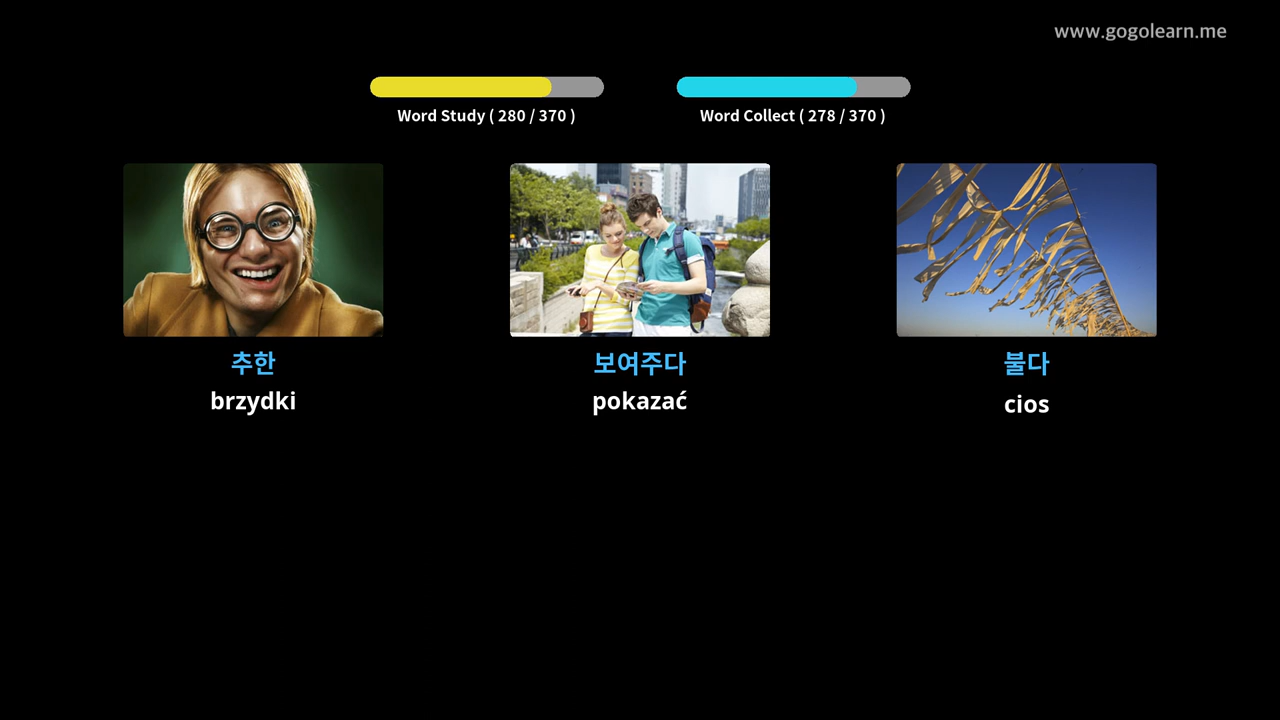 www.gogolearn.me
Word Study ( 280 / 370 )
Word Collect ( 278 / 370 )
추한
brzydki
보여주다
pokazać
불다
cios